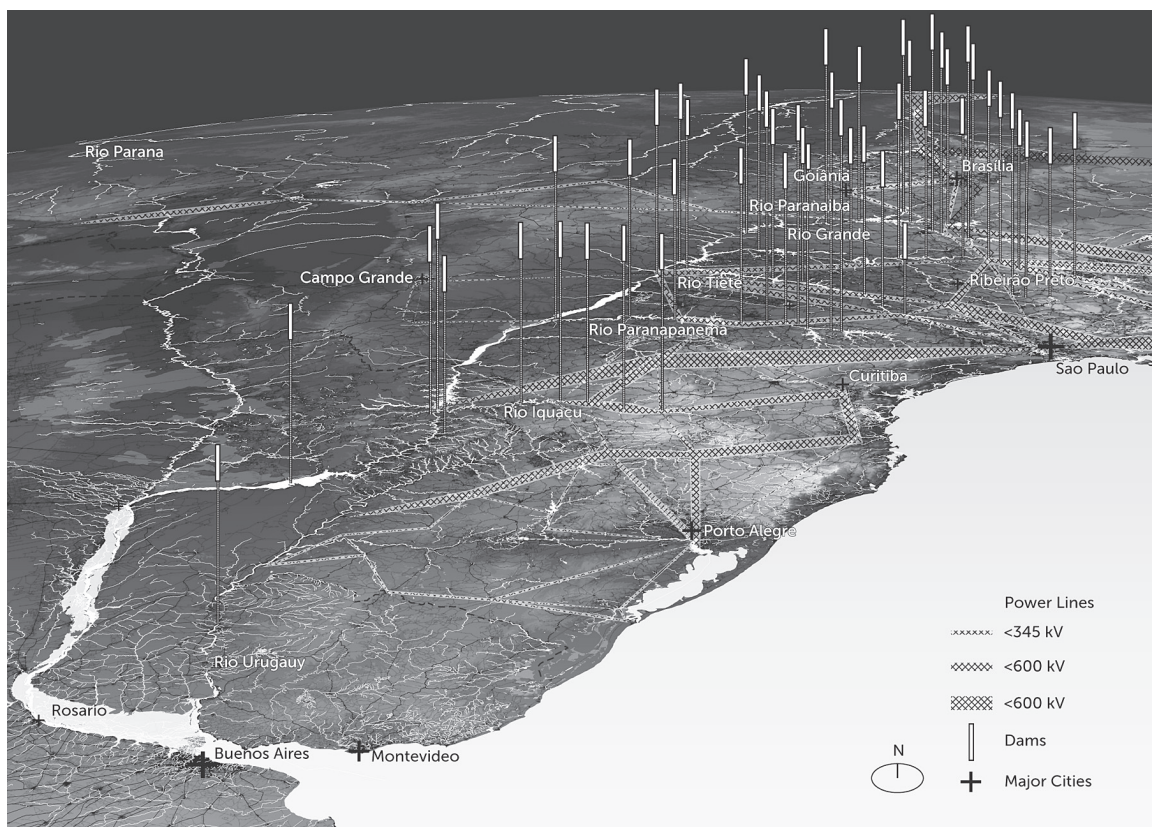 Rio Parana
Brasilia
Goiânia
Rio Paranaiba
Rio Grande
Campo Grande
Rio Tiete
Ribeirao Preto
Rio Paranapanema
Sao Paulo
Curitiba
Rio Iquacu
Porto Alegre
Rio Urugauy
Rosario
Buenos Aires
Montevideo
Power Lines
<345 kV
<600 kV
<600 kV
Dams
N
Major Cities